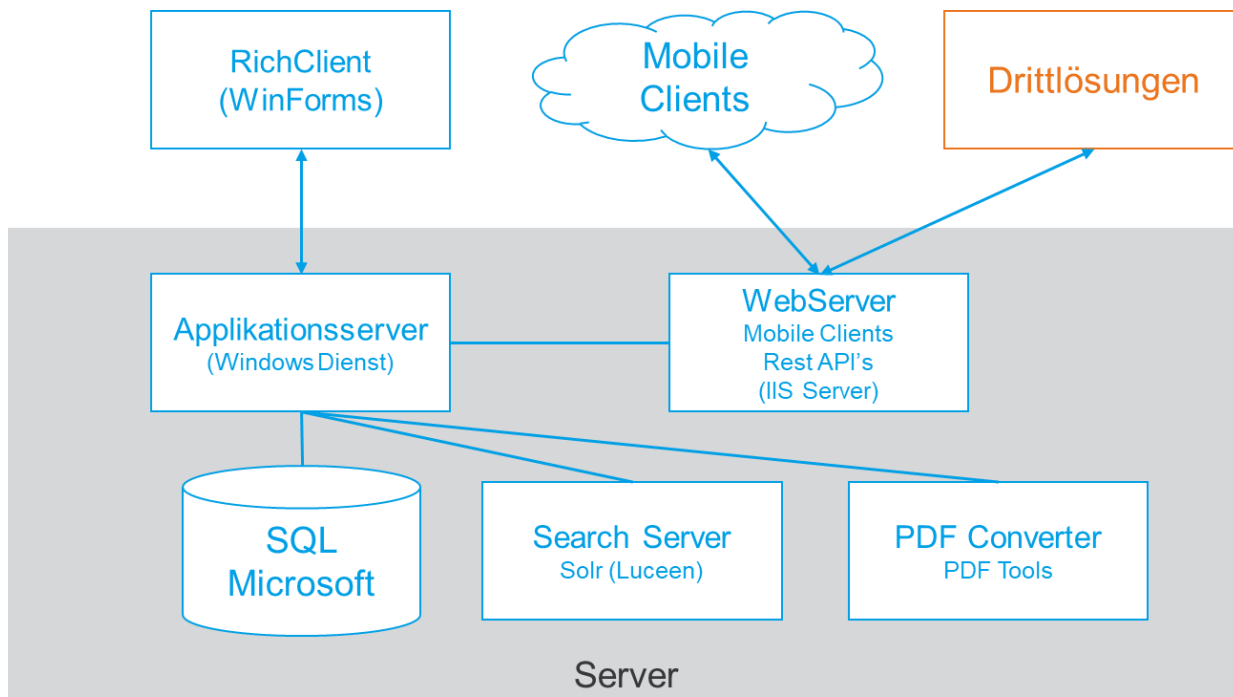 RichClient
(WinForms)
Mobile
Clients
Drittlösungen
Applikationsserver
(Windows Dienst)
WebServer
Mobile Clients
Rest API's
(IIS Server)
SQL
Microsoft
Search Server
Solr (Luceen)
PDF Converter
PDF Tools
Server